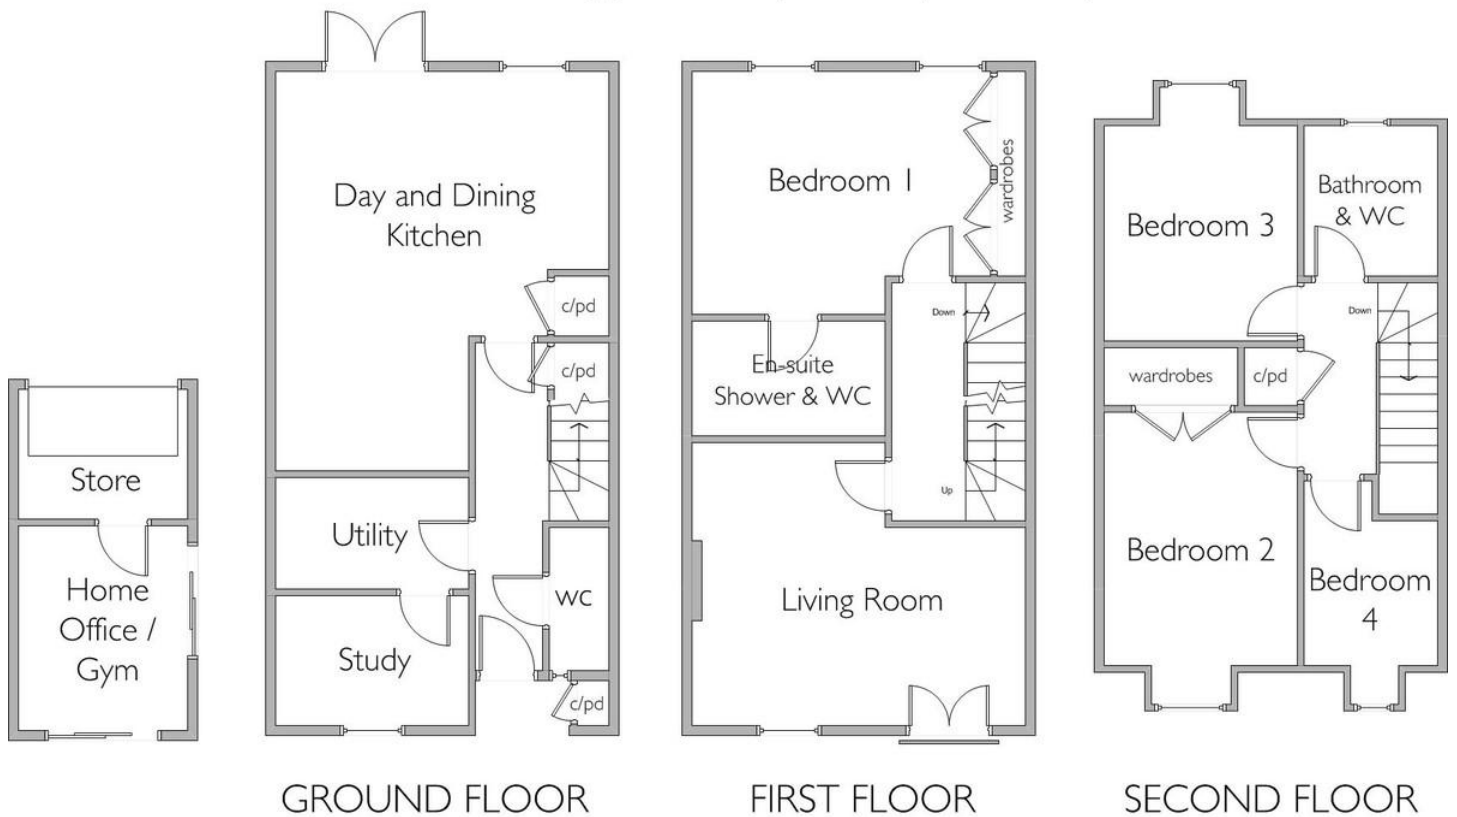 Store
Home
Office /
Gym
Day and Dining
Kitchen
c/pd
c/pd
Utility
WC
Study
c/pd
GROUND FLOOR
Bedroom 1
wardrobes
Down
En-suite
Shower & WC
Up
Living Room
FIRST FLOOR
Bedroom 3
Bathroom
& WC
Down
wardrobes
c/pd
Bedroom 2
Bedroom
4
SECOND FLOOR